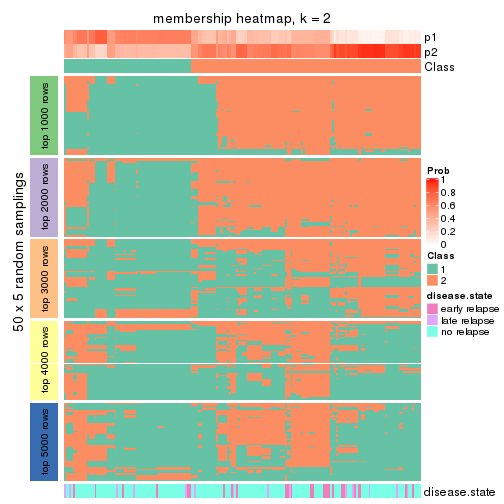 membership heatmap, k = 2
p1
p2
Class
50 x 5 random samplings
top 1000 rows
top 2000 rows
top 3000 rows
top 4000 rows
top 5000 rows
Prob
1
0.8
0.6
0.4
0.2
0
Class
1
2
disease.state
early relapse
late relapse
no relapse
disease.state